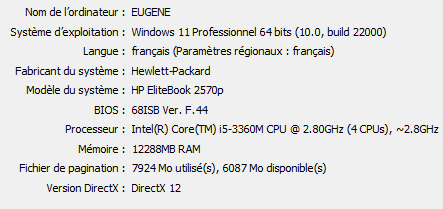 Nom de l'ordinateur : EUGENE
Système d'exploitation : Windows 11 Professionnel 64 bits (10.0, build 22000)
Langue : français (Paramètres régionaux : français)
Fabricant du système : Hewlett-Packard
Modèle du système : HP EliteBook 2570p
BIOS : 68ISB Ver. F.44
Processeur : Intel(R) Core(TM) i5-3360M CPU @ 2.80GHz (4 CPUs), ~2.8GHz
Mémoire : 12288MB RAM
Fichier de pagination : 7924 Mo utilisé(s), 6087 Mo disponible(s)
Version DirectX : DirectX 12